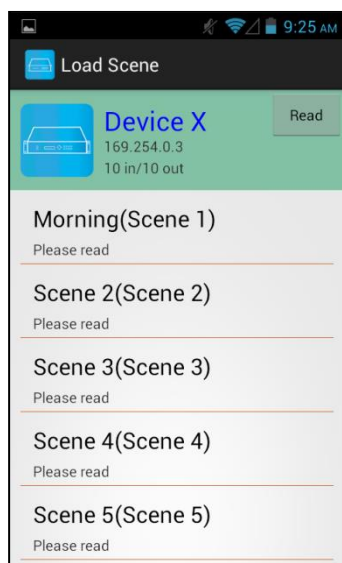 9:25 AM
Load Scene
Device X
Read
169.254.0.3
10 in/10 out
Morning(Scene 1)
Please read
Scene 2(Scene 2)
Please read
Scene 3(Scene 3)
Please read
Scene 4(Scene 4)
Please read
Scene 5(Scene 5)
Please read